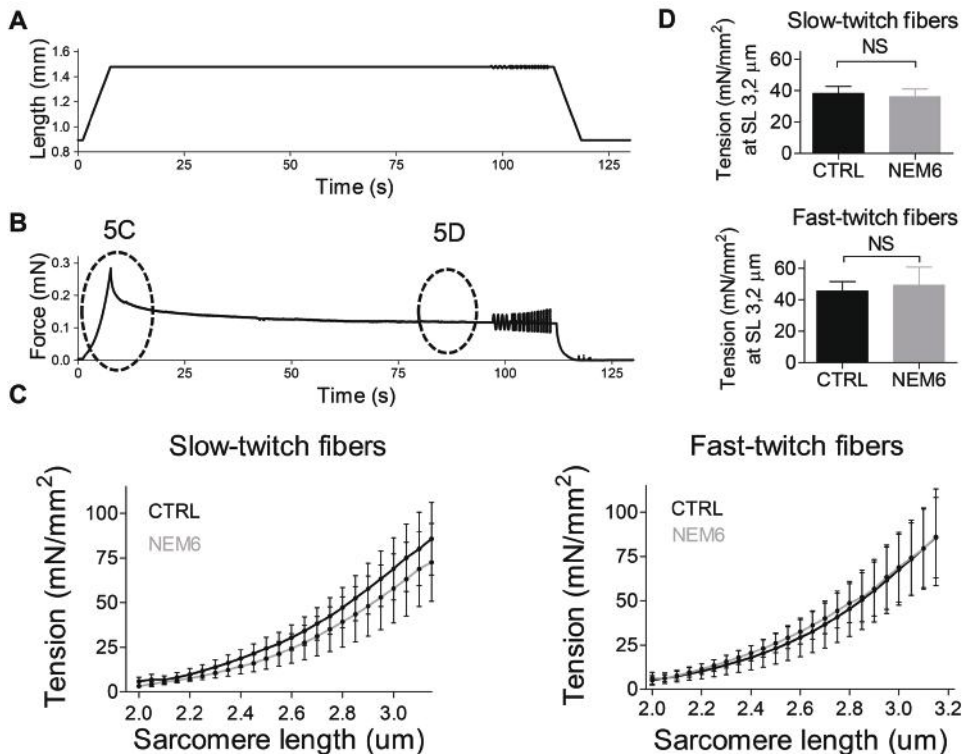 A
Length (mm)
1.6
1.4
1.2
1.0
0.8
0
25
50
75
100
125
Time (s)
B
5C
5D
Force (mN)
0.3
0.2
0.1
0.0
0
25
50
75
100
125
Time (s)
D
Slow-twitch fibers
NS
Tension (mN/mm²)
at SL 3,2 µm
60
40
20
0
CTRL
NEM6
Fast-twitch fibers
NS
Tension (mN/mm²)
at SL 3,2 µm
60
40
20
0
CTRL
NEM6
C
Slow-twitch fibers
CTRL
NEM6
Tension (mN/mm²)
100
75
50
25
0
2.0
2.2
2.4
2.6
2.8
3.0
Sarcomere length (um)
Fast-twitch fibers
CTRL
NEM6
Tension (mN/mm²)
100
75
50
25
0
2.0
2.2
2.4
2.6
2.8
3.0
3.2
Sarcomere length (um)